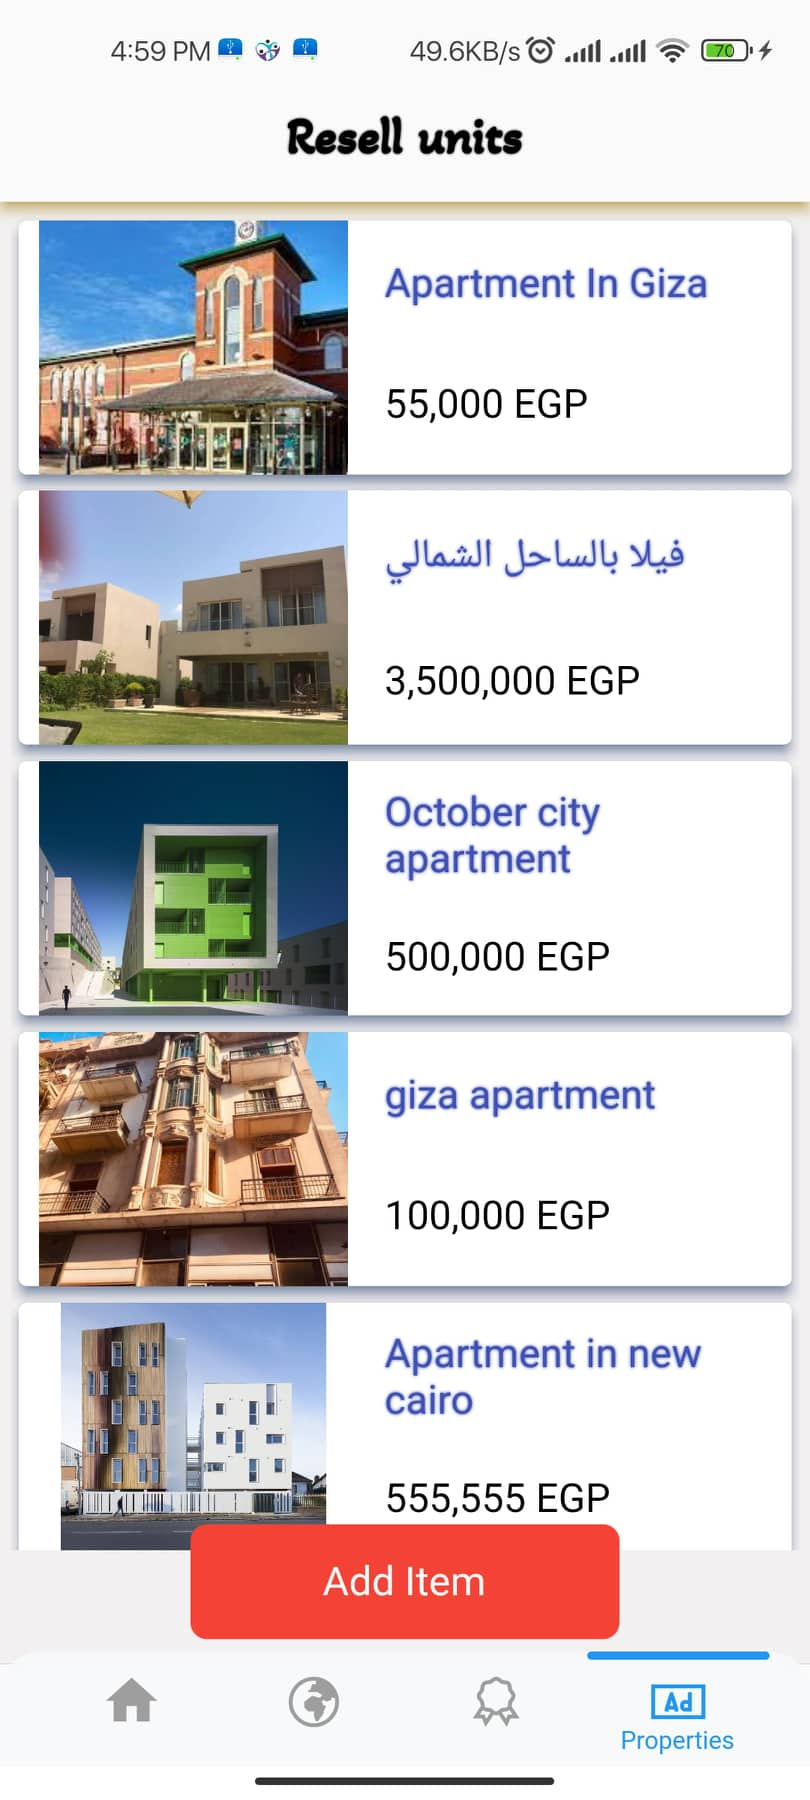 4:59 PM
49.6KB/s
70
Resell units
Apartment In Giza
55,000 EGP
فيلا بالساحل الشمالي
3,500,000 EGP
October city
apartment
500,000 EGP
giza apartment
100,000 EGP
Apartment in new
cairo
555,555 EGP
Add Item
Ad
Properties